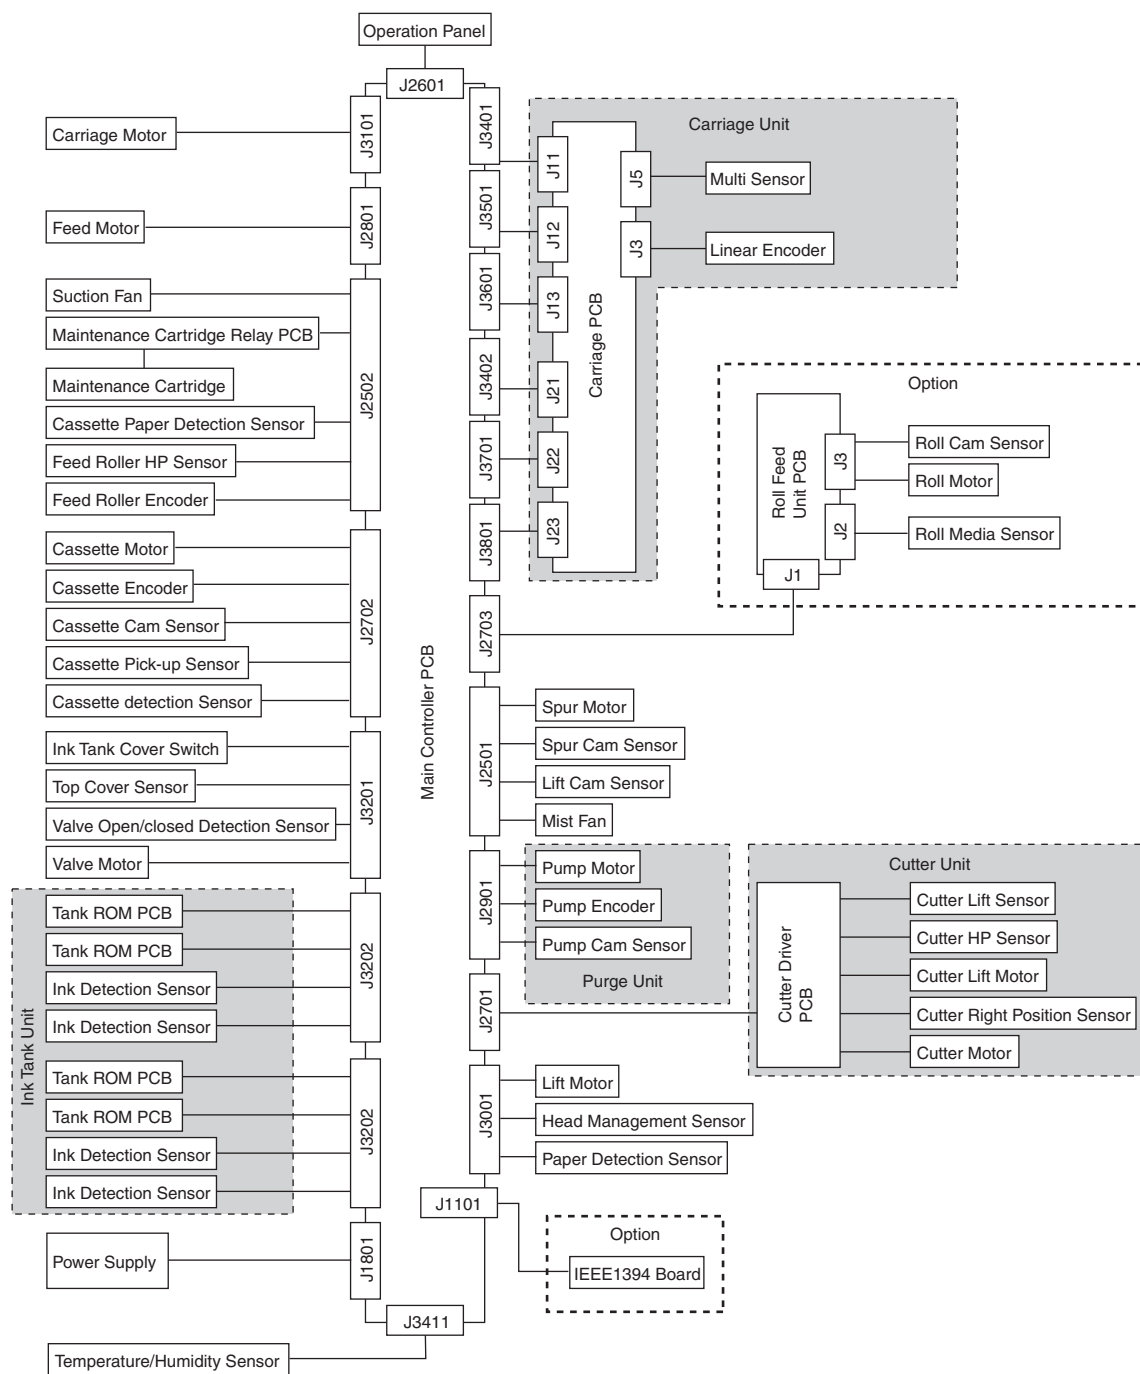 Operation Panel
J2601
Carriage Motor
J3101
Feed Motor
J2801
Suction Fan
Maintenance Cartridge Relay PCB
Maintenance Cartridge
Cassette Paper Detection Sensor
Feed Roller HP Sensor
Feed Roller Encoder
J2502
Cassette Motor
Cassette Encoder
Cassette Cam Sensor
Cassette Pick-up Sensor
Cassette detection Sensor
J2702
Ink Tank Cover Switch
Top Cover Sensor
Valve Open/closed Detection Sensor
Valve Motor
J3201
Ink Tank Unit
Tank ROM PCB
Tank ROM PCB
Ink Detection Sensor
Ink Detection Sensor
J3202
Tank ROM PCB
Tank ROM PCB
Ink Detection Sensor
Ink Detection Sensor
J3202
Power Supply
J1801
J3411
Temperature/Humidity Sensor
Main Controller PCB
J3401
J3501
J3601
J3402
J3701
J3801
Carriage Unit
J11
J12
J13
J21
J22
J23
Carriage PCB
J5
Multi Sensor
J3
Linear Encoder
J2703
Option
Roll Feed
Unit PCB
J3
Roll Cam Sensor
Roll Motor
J2
Roll Media Sensor
J1
J2501
Spur Motor
Spur Cam Sensor
Lift Cam Sensor
Mist Fan
J2901
Pump Motor
Pump Encoder
Pump Cam Sensor
Purge Unit
J2701
Cutter Unit
Cutter Driver
PCB
Cutter Lift Sensor
Cutter HP Sensor
Cutter Lift Motor
Cutter Right Position Sensor
Cutter Motor
J3001
Lift Motor
Head Management Sensor
Paper Detection Sensor
J1101
Option
IEEE1394 Board